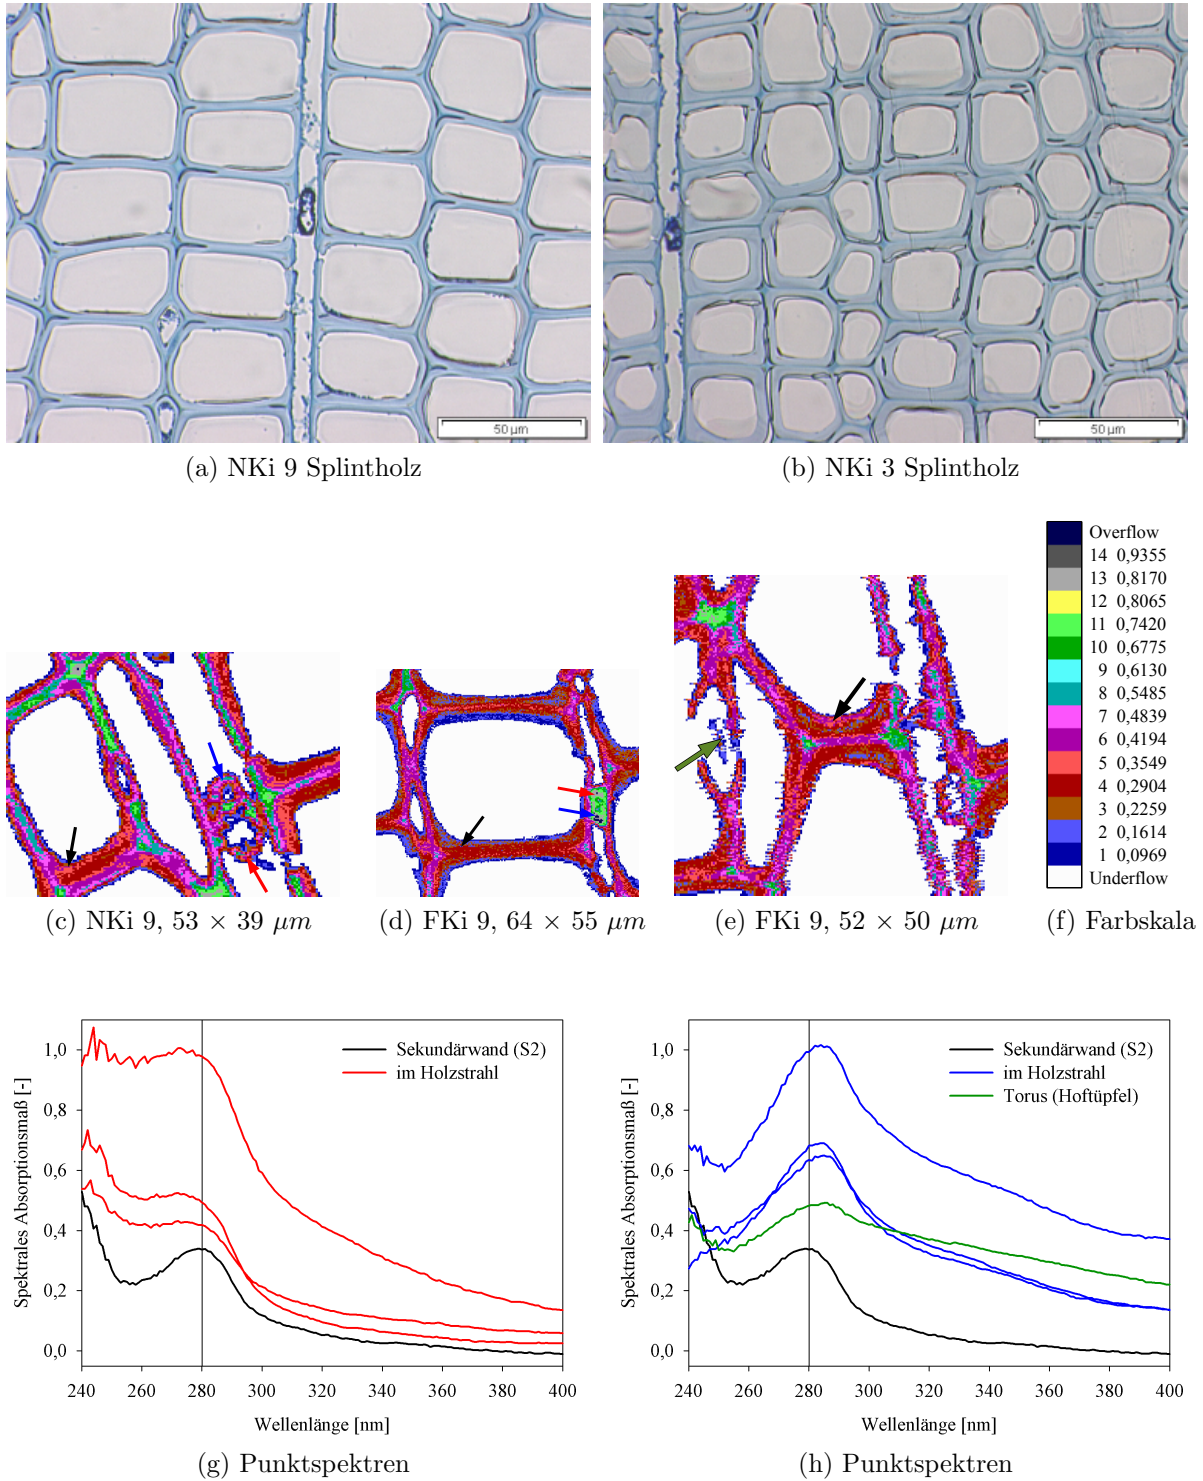 50 µm
50 µm
(a) NKi 9 Splintholz
(b) NKi 3 Splintholz
Overflow
14 0,9355
13 0,8170
12 0,8065
11 0,7420
10 0,6775
9 0,6130
8 0,5485
7 0,4839
6 0,4194
5 0,3549
4 0,2904
3 0,2259
2 0,1614
1 0,0969
Underflow
(c) NKi 9, 53 × 39 µm
(d) FKi 9, 64 × 55 µm
(e) FKi 9, 52 × 50 µm
(f) Farbskala
Spektrales Absorptionsmaß [-]
1,0
0,8
0,6
0,4
0,2
0,0
Sekundärwand (S2)
im Holzstrahl
240 260 280 300 320 340 360 380 400
Wellenlänge [nm]
(g) Punktspektren
Spektrales Absorptionsmaß [-]
1,0
0,8
0,6
0,4
0,2
0,0
Sekundärwand (S2)
im Holzstrahl
Torus (Hoftüpfel)
240 260 280 300 320 340 360 380 400
Wellenlänge [nm]
(h) Punktspektren